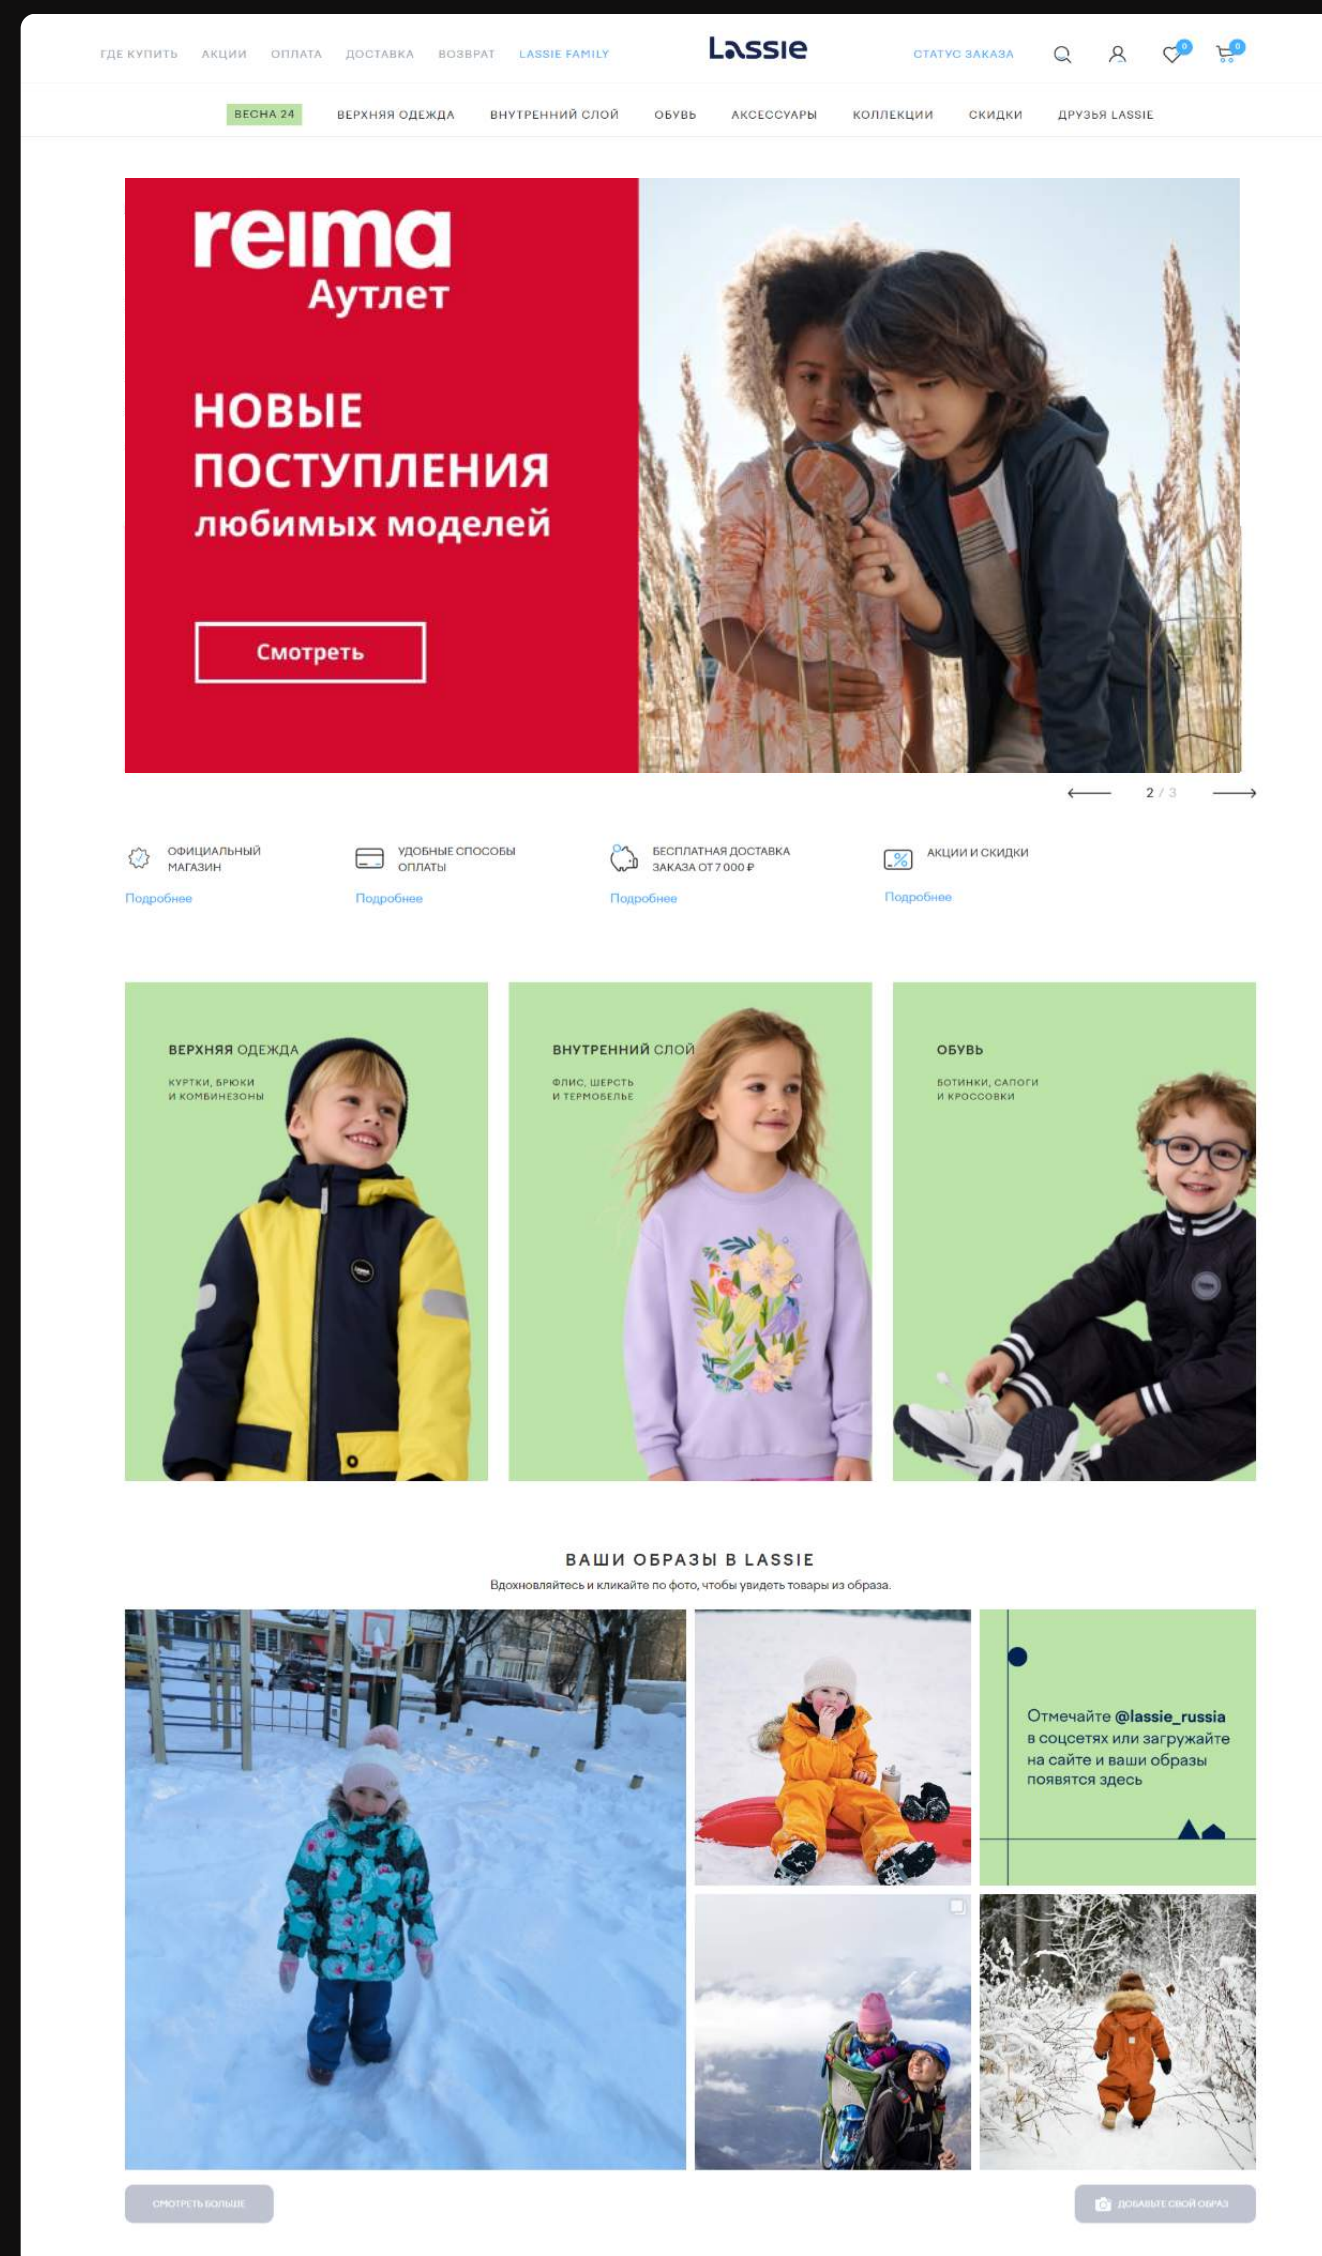 ГДЕ КУПИТЬ АКЦИИ ОПЛАТА ДОСТАВКА ВОЗВРАТ LASSIE FAMILY Lassie СТАТУС ЗАКАЗА 0 0
ВЕСНА 24 ВЕРХНЯЯ ОДЕЖДА ВНУТРЕННИЙ СЛОЙ ОБУВЬ АКСЕССУАРЫ КОЛЛЕКЦИИ СКИДКИ ДРУЗЬЯ LASSIE
reima
Аутлет
НОВЫЕ
ПОСТУПЛЕНИЯ
любимых моделей
Смотреть
2 / 3
ОФИЦИАЛЬНЫЙ
МАГАЗИН
Подробнее
УДОБНЫЕ СПОСОБЫ
ОПЛАТЫ
Подробнее
БЕСПЛАТНАЯ ДОСТАВКА
ЗАКАЗА ОТ 7 000 ₽
Подробнее
АКЦИИ И СКИДКИ
Подробнее
ВЕРХНЯЯ ОДЕЖДА
КУРТКИ, БРЮКИ
И КОМБИНЕЗОНЫ
ВНУТРЕННИЙ СЛОЙ
ФЛИС, ШЕРСТЬ
И ТЕРМОБЕЛЬЕ
ОБУВЬ
БОТИНКИ, САПОГИ
И КРОССОВКИ
ВАШИ ОБРАЗЫ В LASSIE
Вдохновляйтесь и кликайте по фото, чтобы увидеть товары из образа.
Отмечайте @lassie_russia
в соцсетях или загружайте
на сайте и ваши образы
появятся здесь
СМОТРЕТЬ БОЛЬШЕ
ДОБАВЬТЕ СВОЙ ОБРАЗ